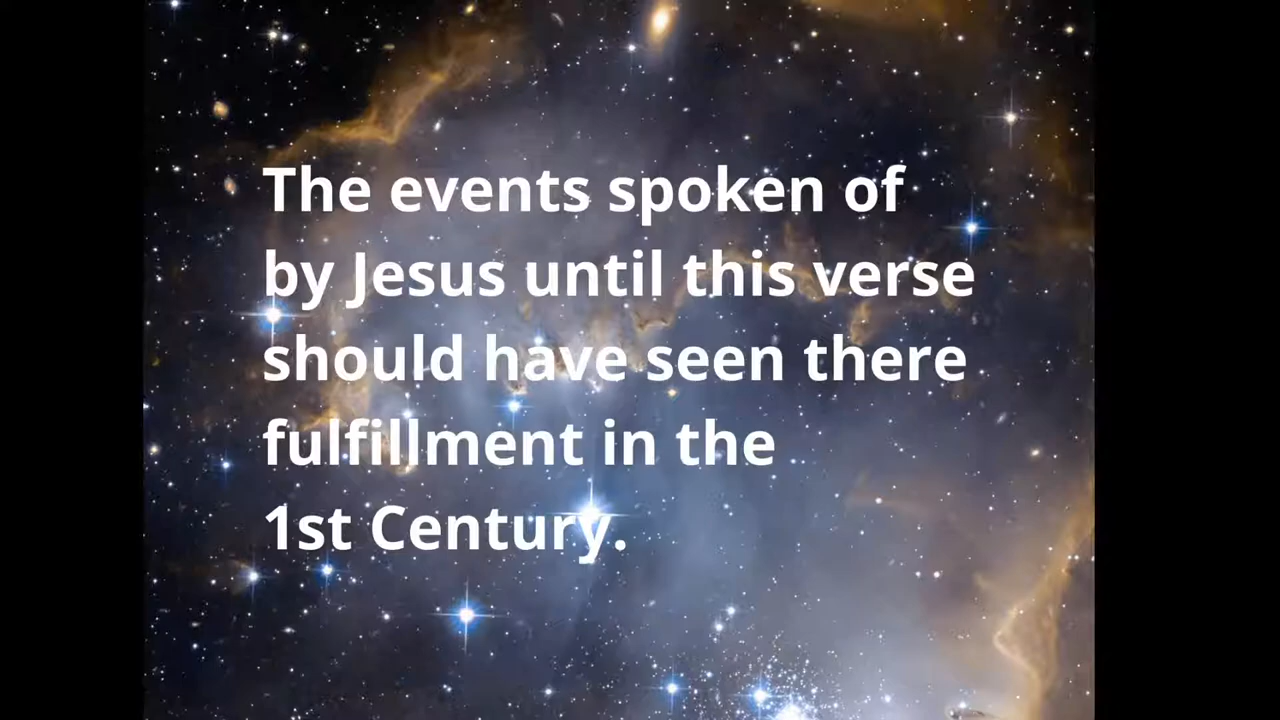 The events spoken of
by Jesus until this verse
should have seen there
fulfillment in the
1st Century.